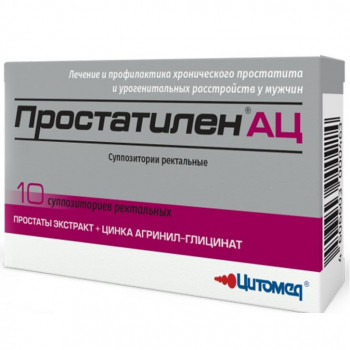 Лечение и профилактика хронического простатита
и урогенитальных расстройств у мужчин
Простатилен® АЦ
Суппозитории ректальные
10 суппозиториев ректальных
ПРОСТАТЫ ЭКСТРАКТ + ЦИНКА АГРИНИЛ-ГЛИЦИНАТ
Цитомед®